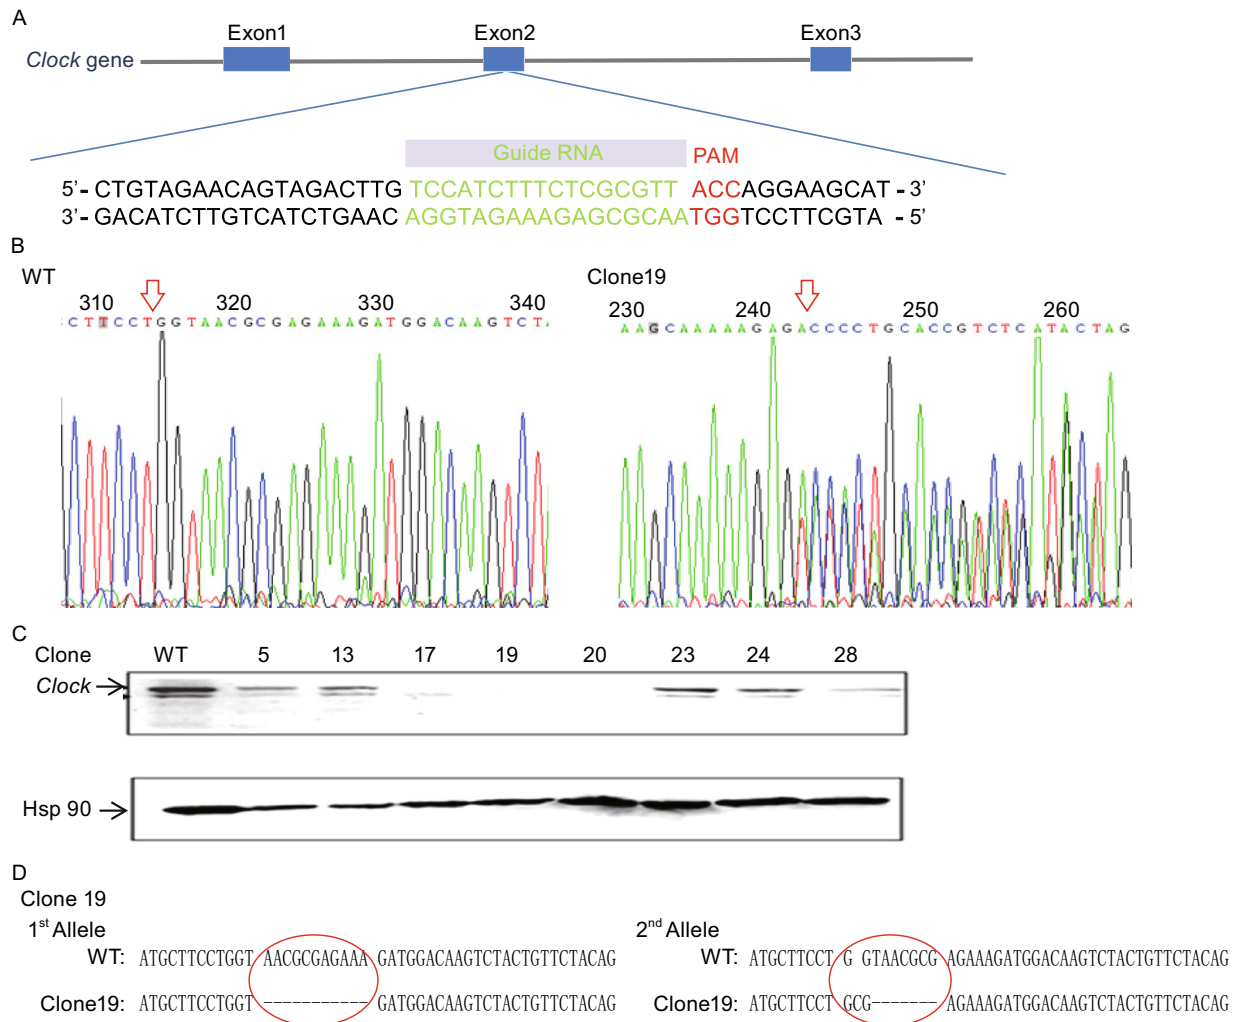 A
Exon1 Exon2 Exon3
Clock gene
Guide RNA PAM
5'- CTGTAGAACAGTAGACTTG TCCATCTTTCTCGCGTT ACCAGGAAGCAT - 3'
3'- GACATCTTGTCATCTGAAC AGGTAGAAAGAGCGCAATGGTCCTTCGTA - 5'
B
WT Clone19
310 320 330 340
CTTCCTGGTAACGCGAGAAAGATGGACAAGTCTA
230 240 250 260
AAGCAAAAAGAGACCCCTGCACCGTCTCATACTAG
C
Clone WT 5 13 17 19 20 23 24 28
Clock
Hsp 90
D
Clone 19
1st Allele 2nd Allele
WT: ATGCTTCCTGGT AACGCGAGAAA GATGGACAAGTCTACTGTTCTACAG WT: ATGCTTCCT G GTAACGCG AGAAAGATGGACAAGTCTACTGTTCTACAG
Clone19: ATGCTTCCTGGT ----------- GATGGACAAGTCTACTGTTCTACAG Clone19: ATGCTTCCT GCG------- AGAAAGATGGACAAGTCTACTGTTCTACAG